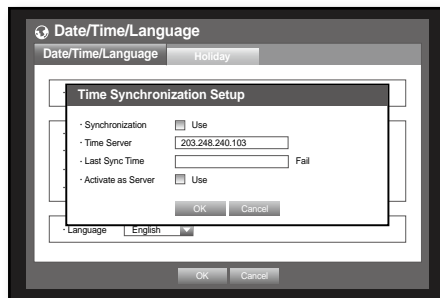 Date/Time/Language
Date/Time/Language Holiday
Time Synchronization Setup
· Synchronization Use
· Time Server 203.248.240.103
· Last Sync Time Fail
· Activate as Server Use
OK Cancel
· Language English
OK Cancel